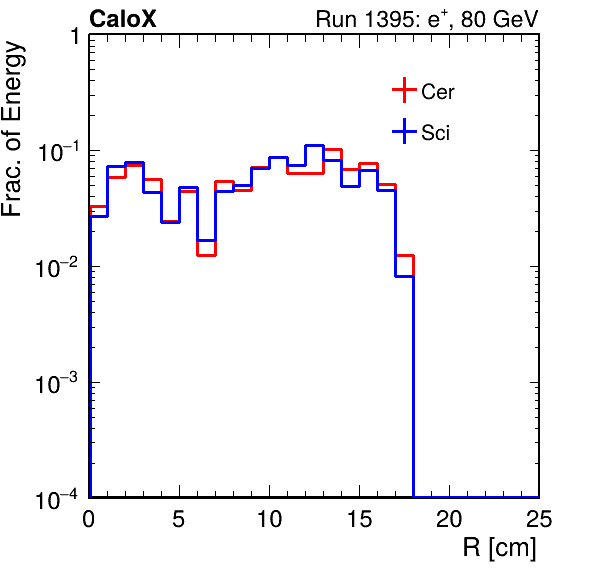 CaloX Run 1395: e⁺, 80 GeV
Frac. of Energy
1
10⁻¹
10⁻²
10⁻³
10⁻⁴
Cer
Sci
0 5 10 15 20 25
R [cm]